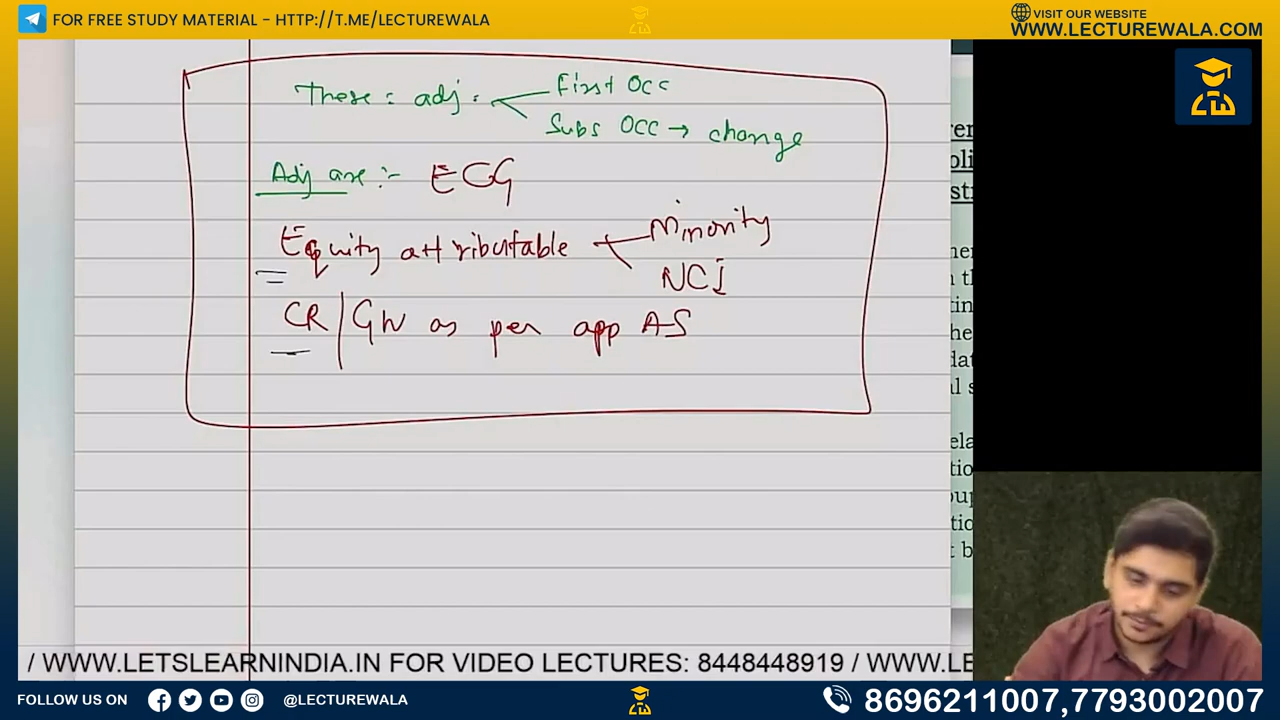 FOR FREE STUDY MATERIAL - HTTP://T.ME/LECTUREWALA
VISIT OUR WEBSITE
WWW.LECTUREWALA.COM
These : adj :
First Occ
Subs Occ → change
Adj are :- ECG
Equity attributable
Minority
NCI
CR | GW as per app AS
/ WWW.LETSLEARNINDIA.IN FOR VIDEO LECTURES: 8448448919 / WWW.LE
FOLLOW US ON
@LECTUREWALA
8696211007,7793002007